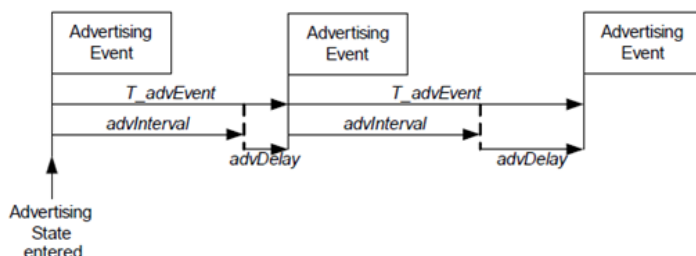 Advertising
Event
Advertising
Event
Advertising
Event
T_advEvent
T_advEvent
advInterval
advInterval
advDelay
advDelay
Advertising
State
entered